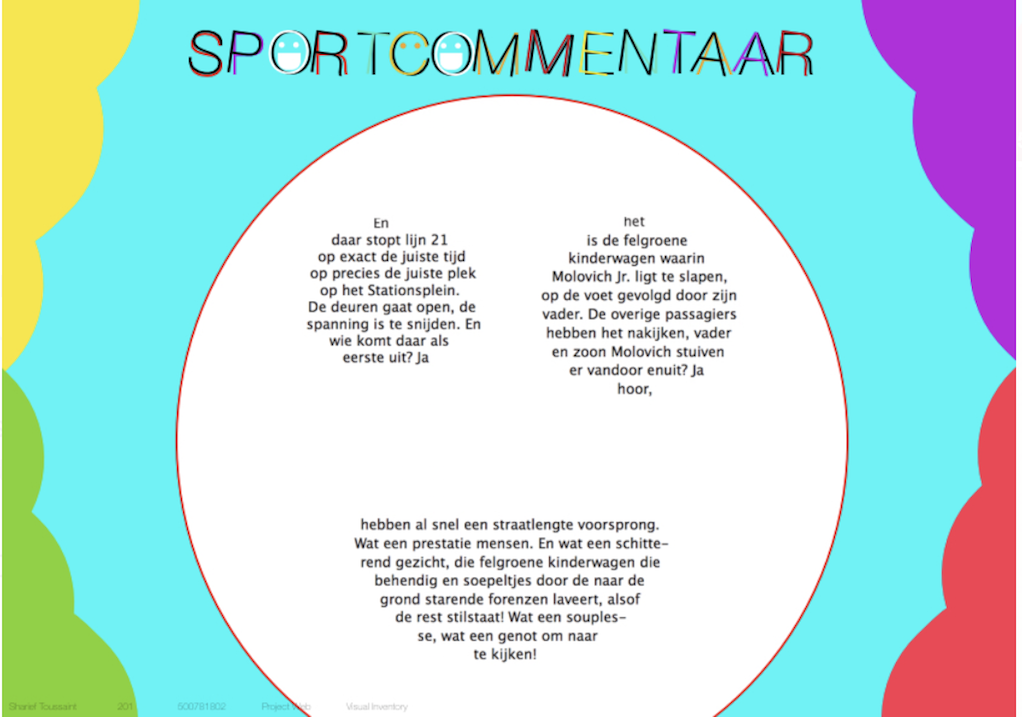 SPORTCOMMENTAAR
En
daar stopt lijn 21
op exact de juiste tijd
op precies de juiste plek
op het Stationsplein.
De deuren gaat open, de
spanning is te snijden. En
wie komt daar als
eerste uit? Ja
het
is de felgroene
kinderwagen waarin
Molovich Jr. ligt te slapen,
op de voet gevolgd door zijn
vader. De overige passagiers
hebben het nakijken, vader
en zoon Molovich stuiven
er vandoor enuit? Ja
hoor,
hebben al snel een straatlengte voorsprong.
Wat een prestatie mensen. En wat een schitte-
rend gezicht, die felgroene kinderwagen die
behendig en soepeltjes door de naar de
grond starende forenzen laveert, alsof
de rest stilstaat! Wat een souples-
se, wat een genot om naar
te kijken!
Sharief Toussaint 201 500781802 Project Web Visual Inventory